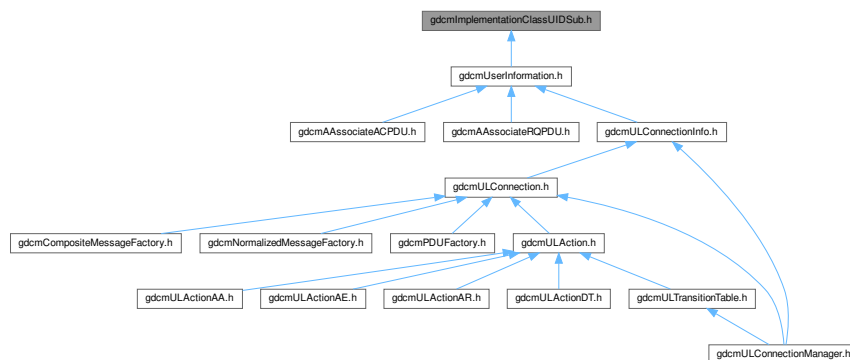 gdcmImplementationClassUIDSub.h
gdcmUserInformation.h
gdcmAAssociateACPDU.h
gdcmAAssociateRQPDU.h
gdcmULConnectionInfo.h
gdcmULConnection.h
gdcmCompositeMessageFactory.h
gdcmNormalizedMessageFactory.h
gdcmPDUFactory.h
gdcmULAction.h
gdcmULActionAA.h
gdcmULActionAE.h
gdcmULActionAR.h
gdcmULActionDT.h
gdcmULTransitionTable.h
gdcmULConnectionManager.h